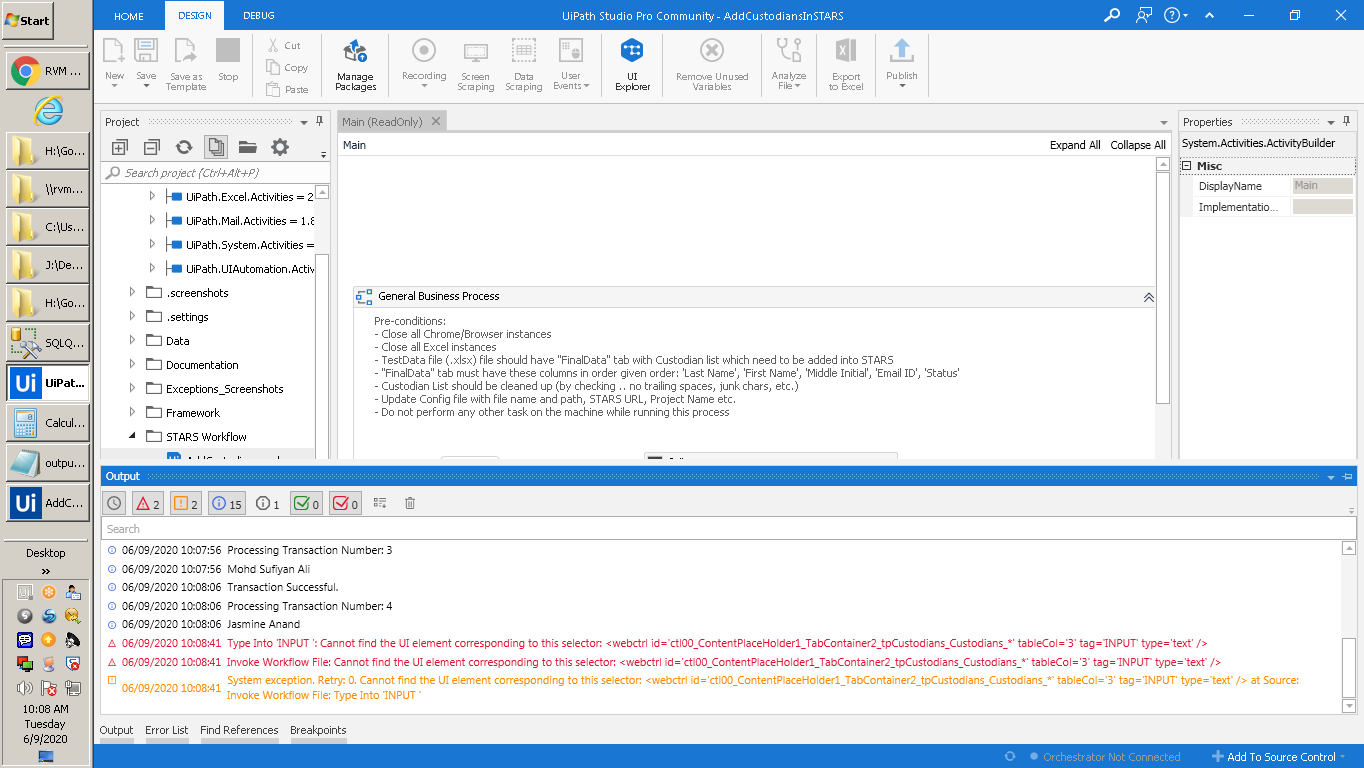 Start
RVM ...
H:\Go...
\\rvm...
C:\Us...
J:\De...
H:\Go...
SQLQ...
Ui UiPat...
Calcul...
outpu...
Ui AddC...
Desktop
»
10:08 AM
Tuesday
6/9/2020
HOME DESIGN DEBUG
UiPath Studio Pro Community - AddCustodiansInSTARS
New
Save
Save as Template
Stop
Cut
Copy
Paste
Manage Packages
Recording
Screen Scraping
Data Scraping
User Events
UI Explorer
Remove Unused Variables
Analyze File
Export to Excel
Publish
Project
Search project (Ctrl+Alt+P)
UiPath.Excel.Activities = 2
UiPath.Mail.Activities = 1.8
UiPath.System.Activities =
UiPath.UIAutomation.Activ
.screenshots
.settings
Data
Documentation
Exceptions_Screenshots
Framework
STARS Workflow
Main (ReadOnly)
Main Expand All Collapse All
General Business Process
Pre-conditions:
- Close all Chrome/Browser instances
- Close all Excel instances
- TestData file (.xlsx) file should have "FinalData" tab with Custodian list which need to be added into STARS
- "FinalData" tab must have these columns in order given order: 'Last Name', 'First Name', 'Middle Initial', 'Email ID', 'Status'
- Custodian List should be cleaned up (by checking .. no trailing spaces, junk chars, etc.)
- Update Config file with file name and path, STARS URL, Project Name etc.
- Do not perform any other task on the machine while running this process
Properties
System.Activities.ActivityBuilder
Misc
DisplayName Main
Implementatio...
Output
2 2 15 1 0 0
Search
06/09/2020 10:07:56 Processing Transaction Number: 3
06/09/2020 10:07:56 Mohd Sufiyan Ali
06/09/2020 10:08:06 Transaction Successful.
06/09/2020 10:08:06 Processing Transaction Number: 4
06/09/2020 10:08:06 Jasmine Anand
06/09/2020 10:08:41 Type Into 'INPUT ': Cannot find the UI element corresponding to this selector: <webctrl id='ctl00_ContentPlaceHolder1_TabContainer2_tpCustodians_Custodians_*' tableCol='3' tag='INPUT' type='text' />
06/09/2020 10:08:41 Invoke Workflow File: Cannot find the UI element corresponding to this selector: <webctrl id='ctl00_ContentPlaceHolder1_TabContainer2_tpCustodians_Custodians_*' tableCol='3' tag='INPUT' type='text' />
06/09/2020 10:08:41 System exception. Retry: 0. Cannot find the UI element corresponding to this selector: <webctrl id='ctl00_ContentPlaceHolder1_TabContainer2_tpCustodians_Custodians_*' tableCol='3' tag='INPUT' type='text' /> at Source:
Invoke Workflow File: Type Into 'INPUT '
Output Error List Find References Breakpoints
Orchestrator Not Connected Add To Source Control